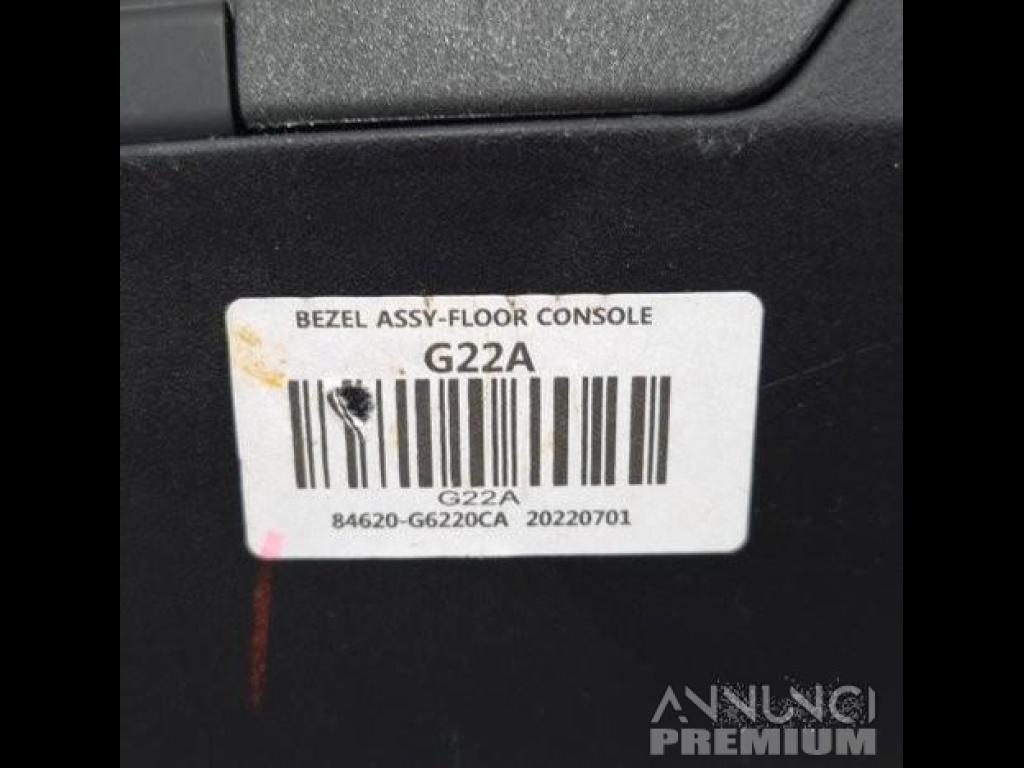 BEZEL ASSY-FLOOR CONSOLE
G22A
G22A
84620-G6220CA 20220701
ANNUNCI
PREMIUM